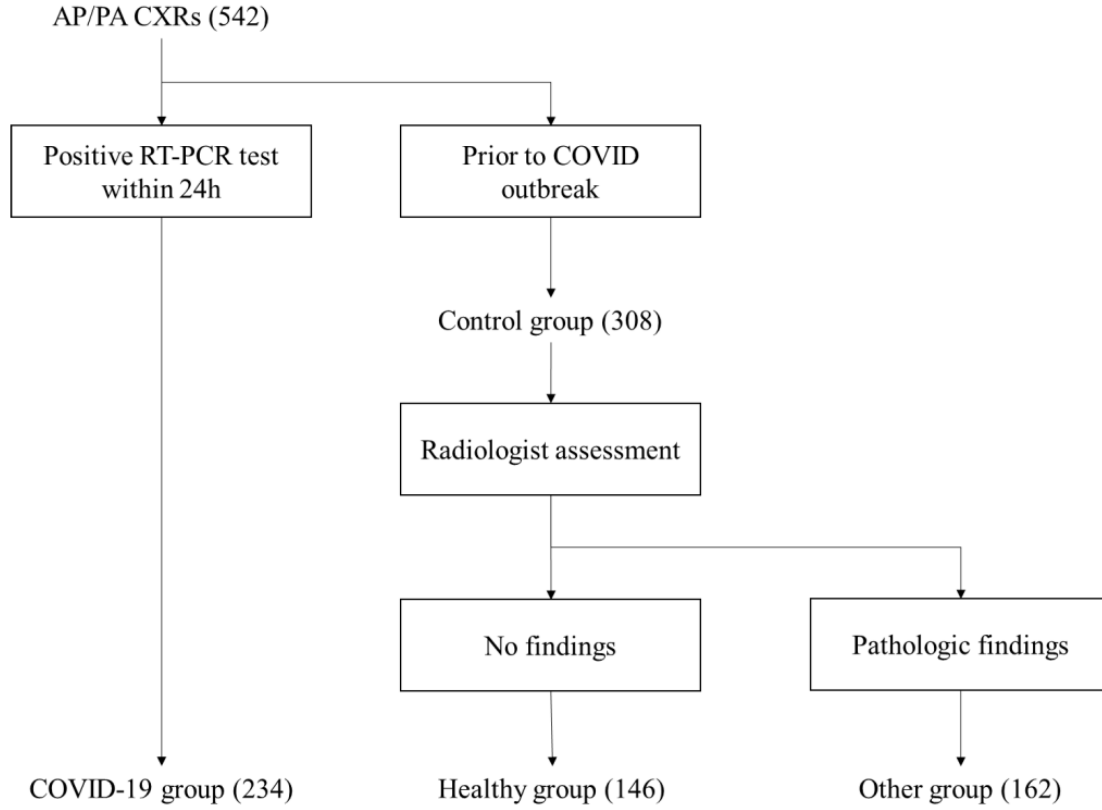 AP/PA CXRs (542)
Positive RT-PCR test
within 24h
Prior to COVID
outbreak
Control group (308)
Radiologist assessment
No findings
Pathologic findings
COVID-19 group (234)
Healthy group (146)
Other group (162)